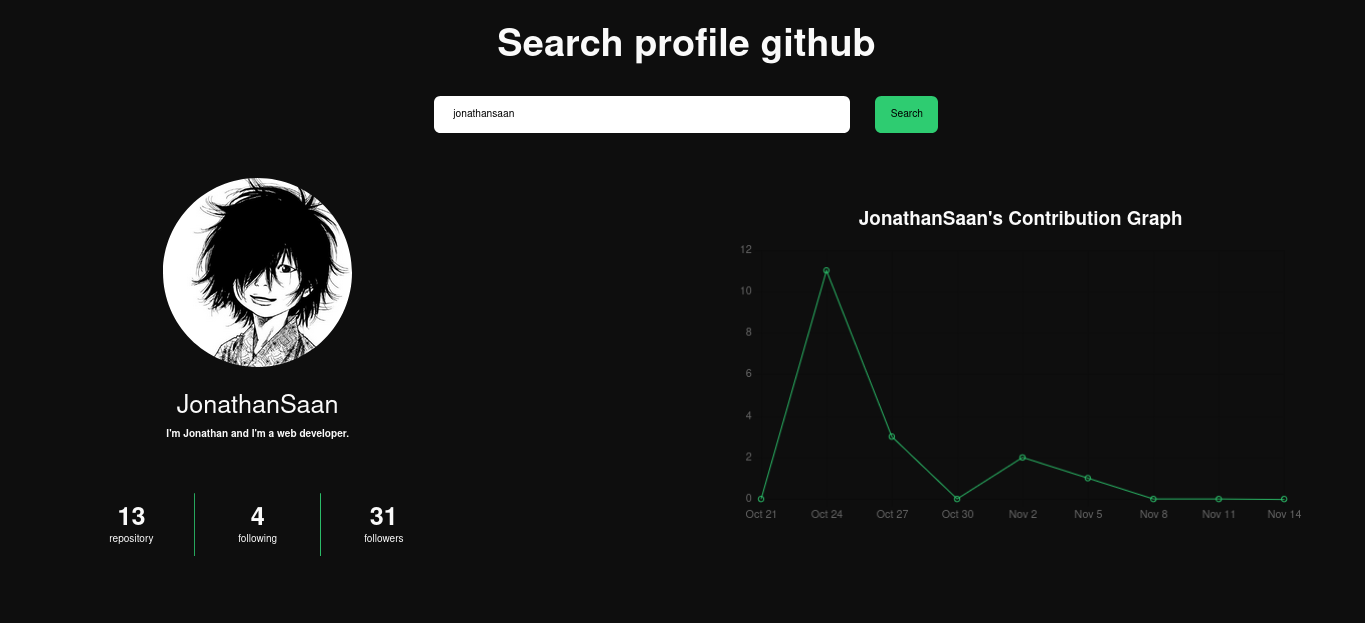 Search profile github
jonathansaan
Search
JonathanSaan
I'm Jonathan and I'm a web developer.
13
repository
4
following
31
followers
JonathanSaan's Contribution Graph
12
10
8
6
4
2
0
Oct 21 Oct 24 Oct 27 Oct 30 Nov 2 Nov 5 Nov 8 Nov 11 Nov 14